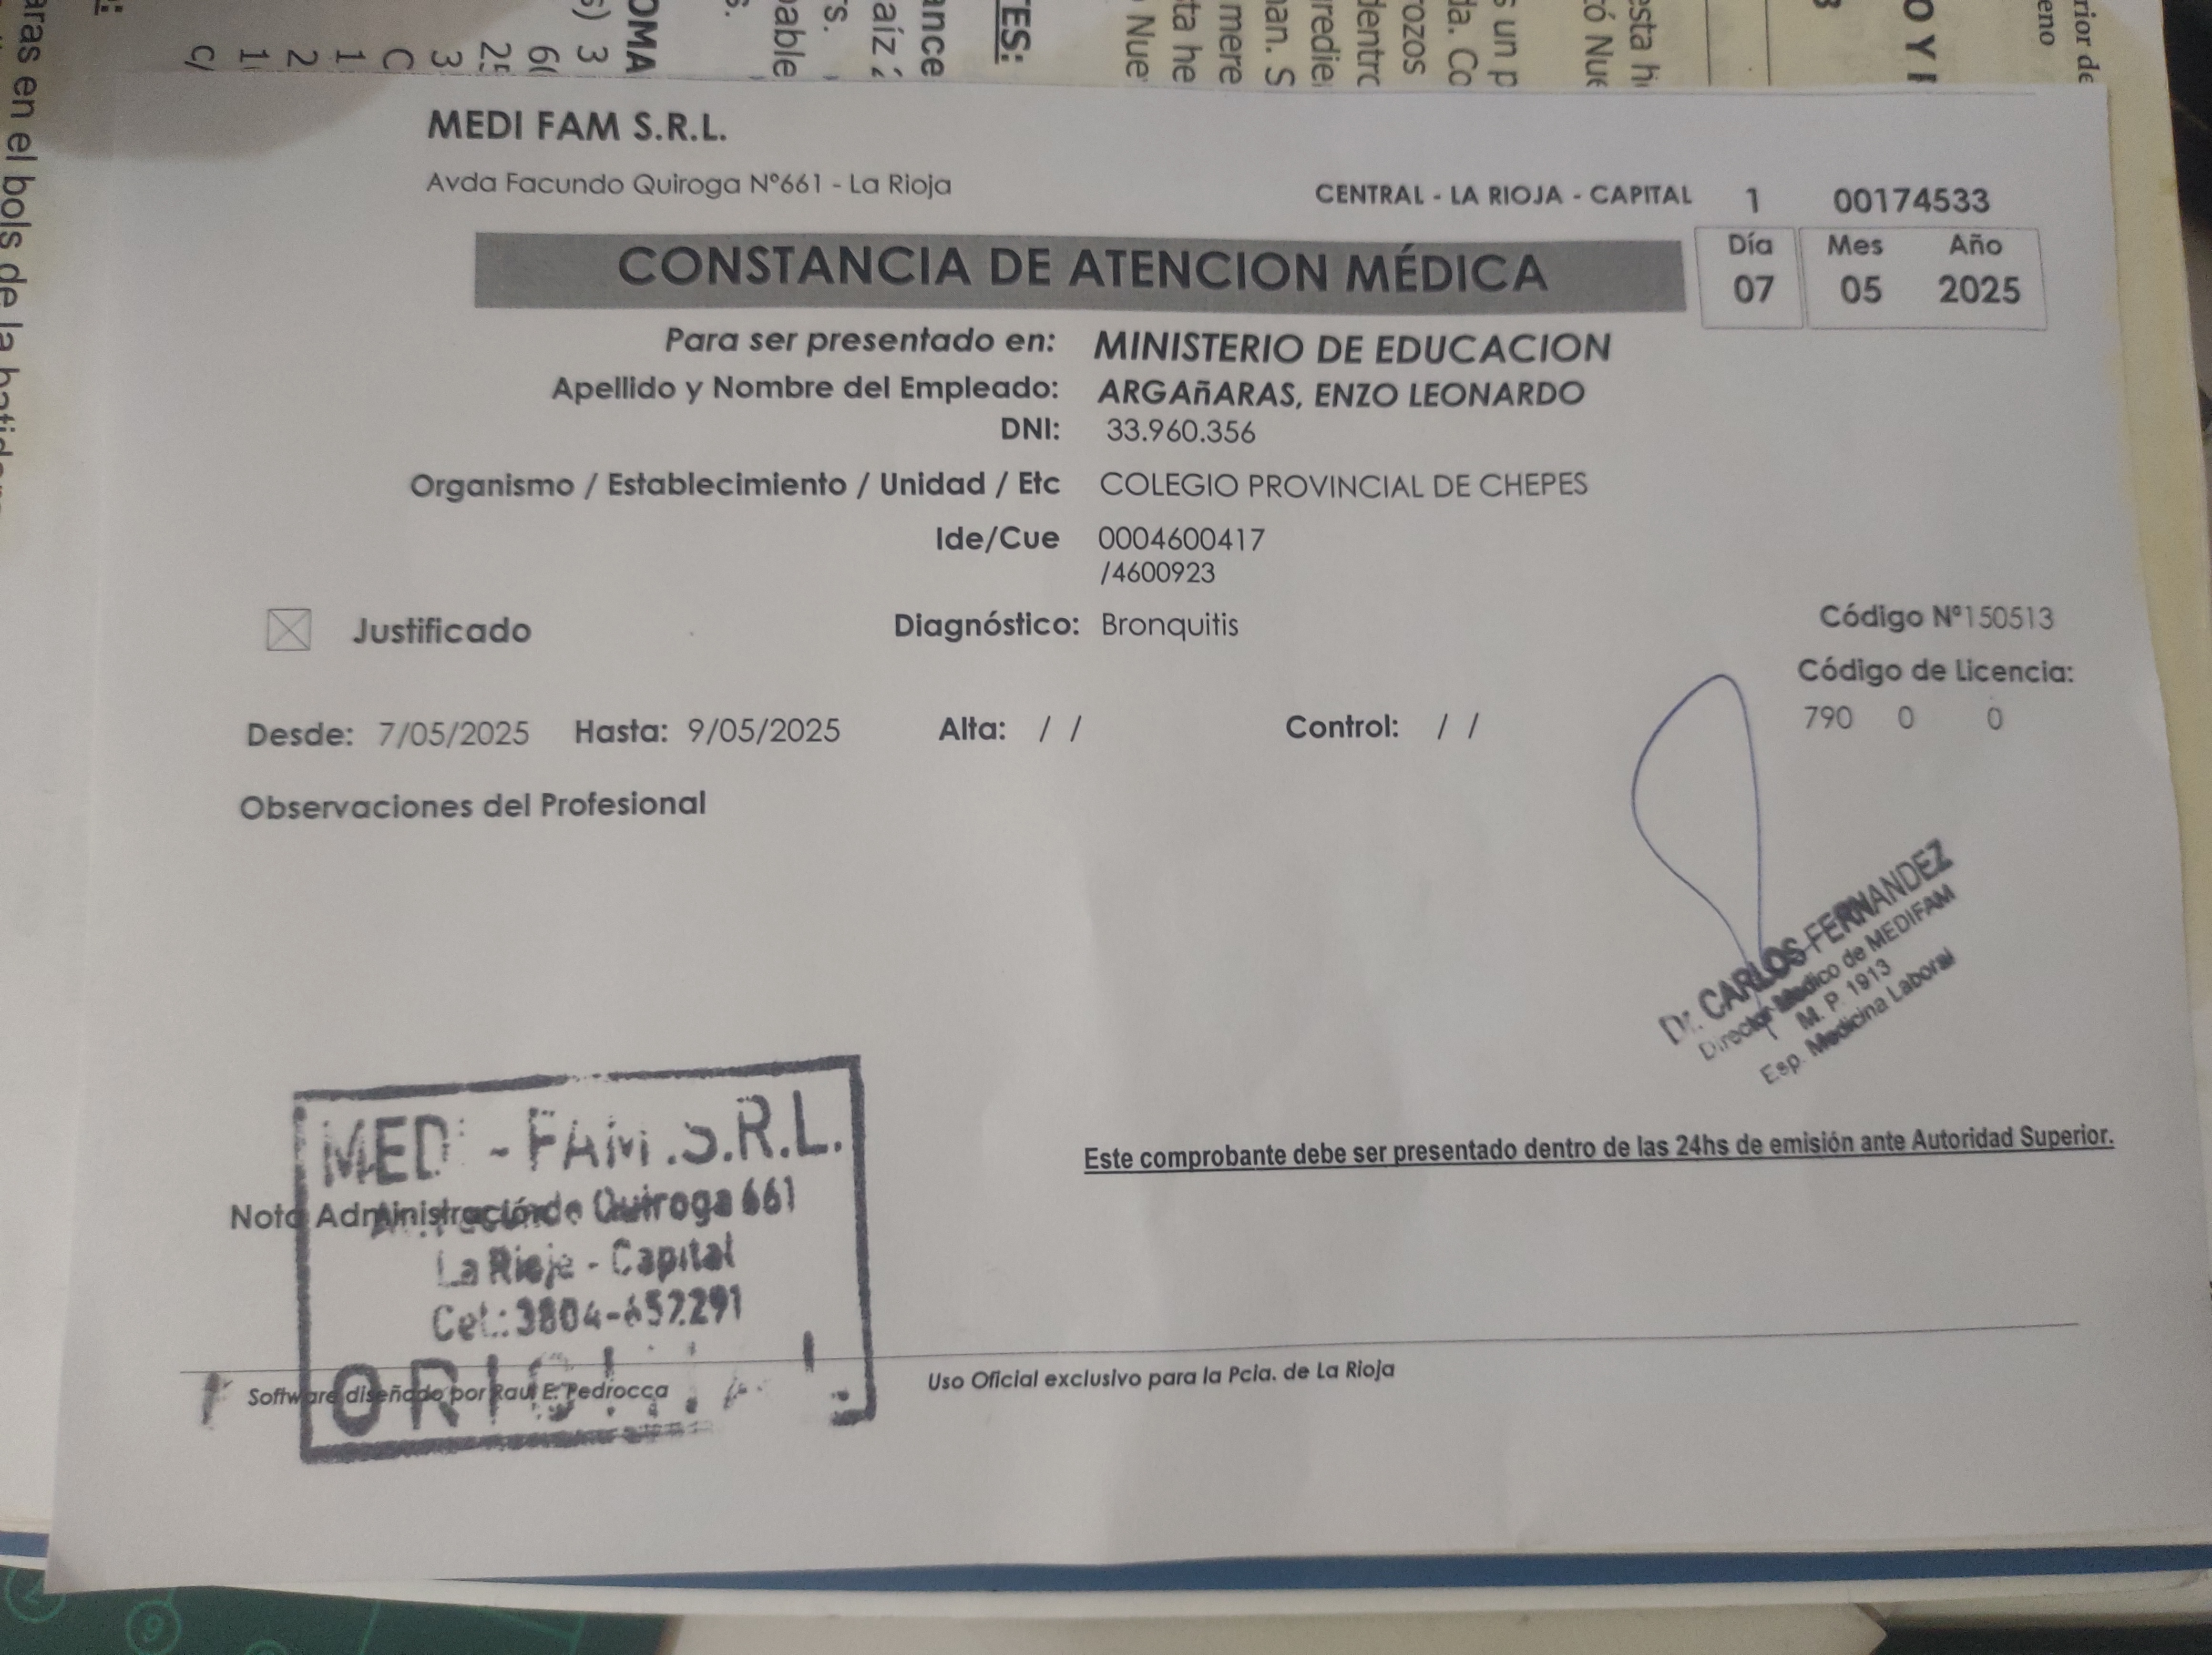 MEDI FAM S.R.L.
Avda Facundo Quiroga Nº661 - La Rioja
CENTRAL - LA RIOJA - CAPITAL 1 00174533
CONSTANCIA DE ATENCION MÉDICA
Día Mes Año
07 05 2025
Para ser presentado en: MINISTERIO DE EDUCACION
Apellido y Nombre del Empleado: ARGAñARAS, ENZO LEONARDO
DNI: 33.960.356
Organismo / Establecimiento / Unidad / Etc COLEGIO PROVINCIAL DE CHEPES
Ide/Cue 0004600417
/4600923
Justificado Diagnóstico: Bronquitis
Código Nº150513
Código de Licencia:
790 0 0
Desde: 7/05/2025 Hasta: 9/05/2025 Alta: / / Control: / /
Observaciones del Profesional
Dr. CARLOS FERNANDEZ
Director Medico de MEDIFAM
M. P. 1913
Esp. Medicina Laboral
Este comprobante debe ser presentado dentro de las 24hs de emisión ante Autoridad Superior.
MEDI - FAM .S.R.L.
Nota Administración
Quiroga 661
La Rioja - Capital
Cel.: 3804-652291
Software diseñado por Raul E. Pedrocca
Uso Oficial exclusivo para la Pcia. de La Rioja